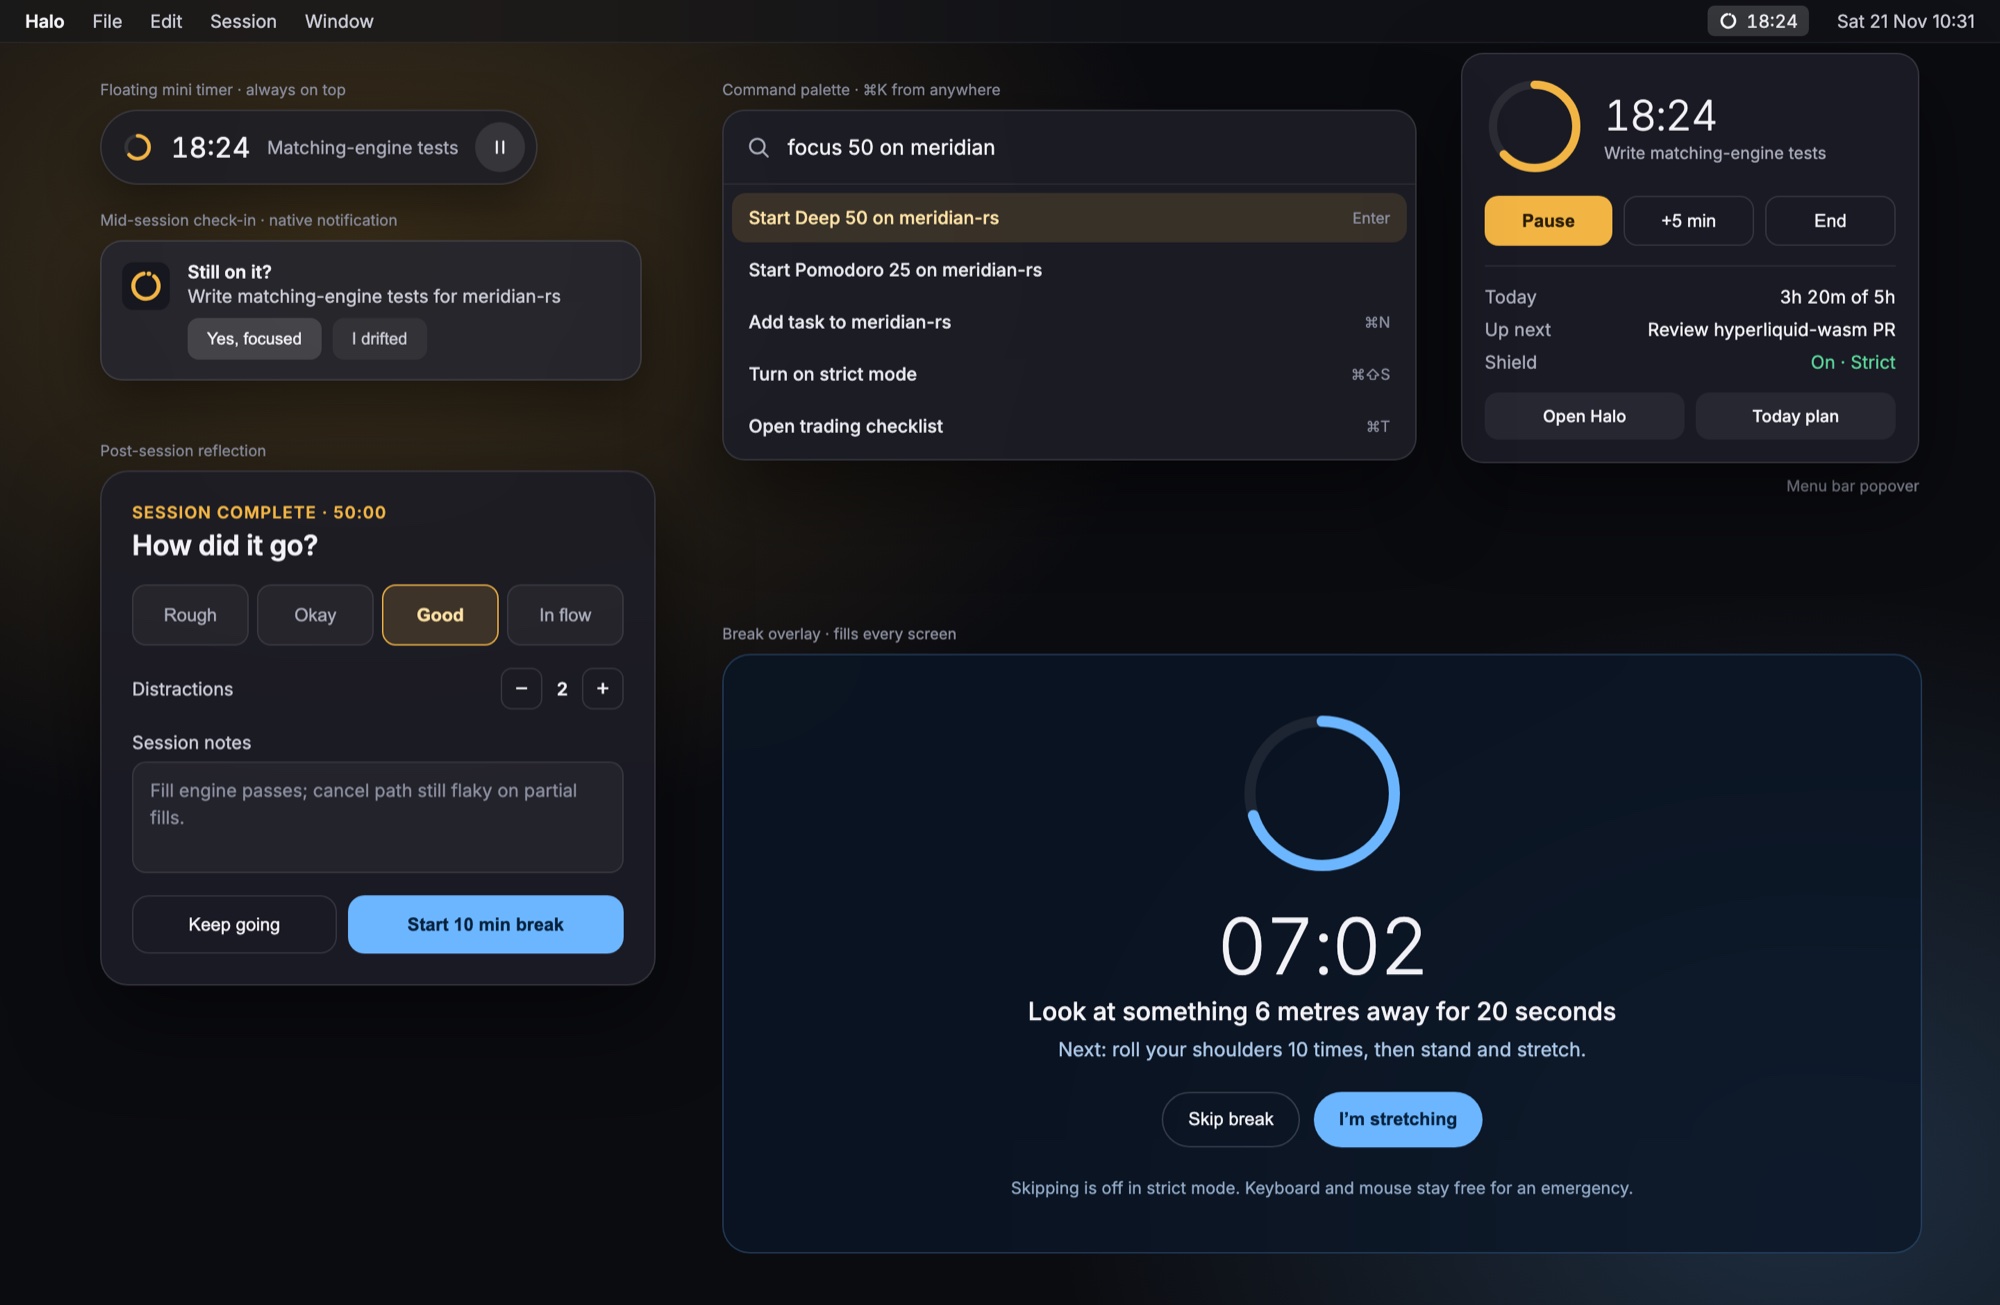 Halo File Edit Session Window 18:24 Sat 21 Nov 10:31
Floating mini timer · always on top
18:24 Matching-engine tests
Mid-session check-in · native notification
Still on it?
Write matching-engine tests for meridian-rs
Yes, focused I drifted
Post-session reflection
SESSION COMPLETE · 50:00
How did it go?
Rough Okay Good In flow
Distractions − 2 +
Session notes
Fill engine passes; cancel path still flaky on partial
fills.
Keep going Start 10 min break
Command palette · ⌘K from anywhere
focus 50 on meridian
Start Deep 50 on meridian-rs Enter
Start Pomodoro 25 on meridian-rs
Add task to meridian-rs ⌘N
Turn on strict mode ⌘⇧S
Open trading checklist ⌘T
18:24
Write matching-engine tests
Pause +5 min End
Today 3h 20m of 5h
Up next Review hyperliquid-wasm PR
Shield On · Strict
Open Halo Today plan
Menu bar popover
Break overlay · fills every screen
07:02
Look at something 6 metres away for 20 seconds
Next: roll your shoulders 10 times, then stand and stretch.
Skip break I'm stretching
Skipping is off in strict mode. Keyboard and mouse stay free for an emergency.